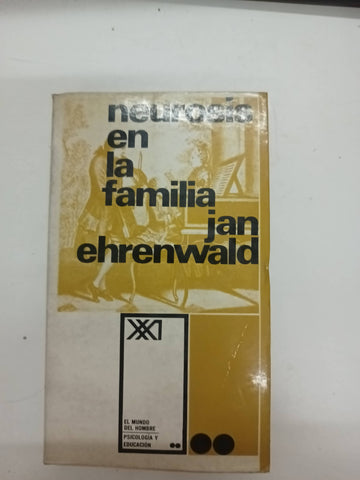 neurosis
en
la
familia
jan
ehrenwald
XXI
EL MUNDO
DEL HOMBRE
PSICOLOGÍA Y
EDUCACIÓN